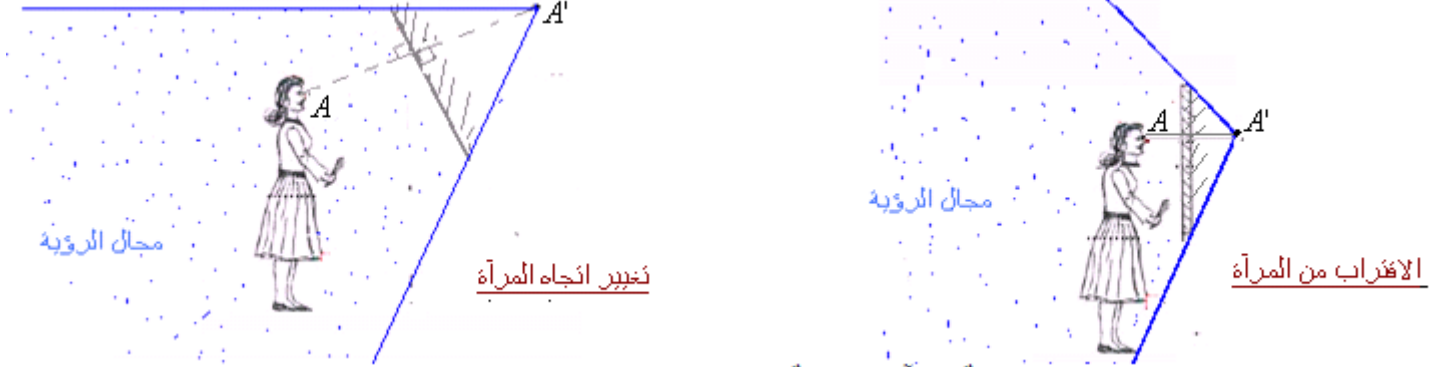 A'
A
مجال الرؤية
تغيير اتجاه المرآة
A
A'
مجال الرؤية
الاقتراب من المرآة